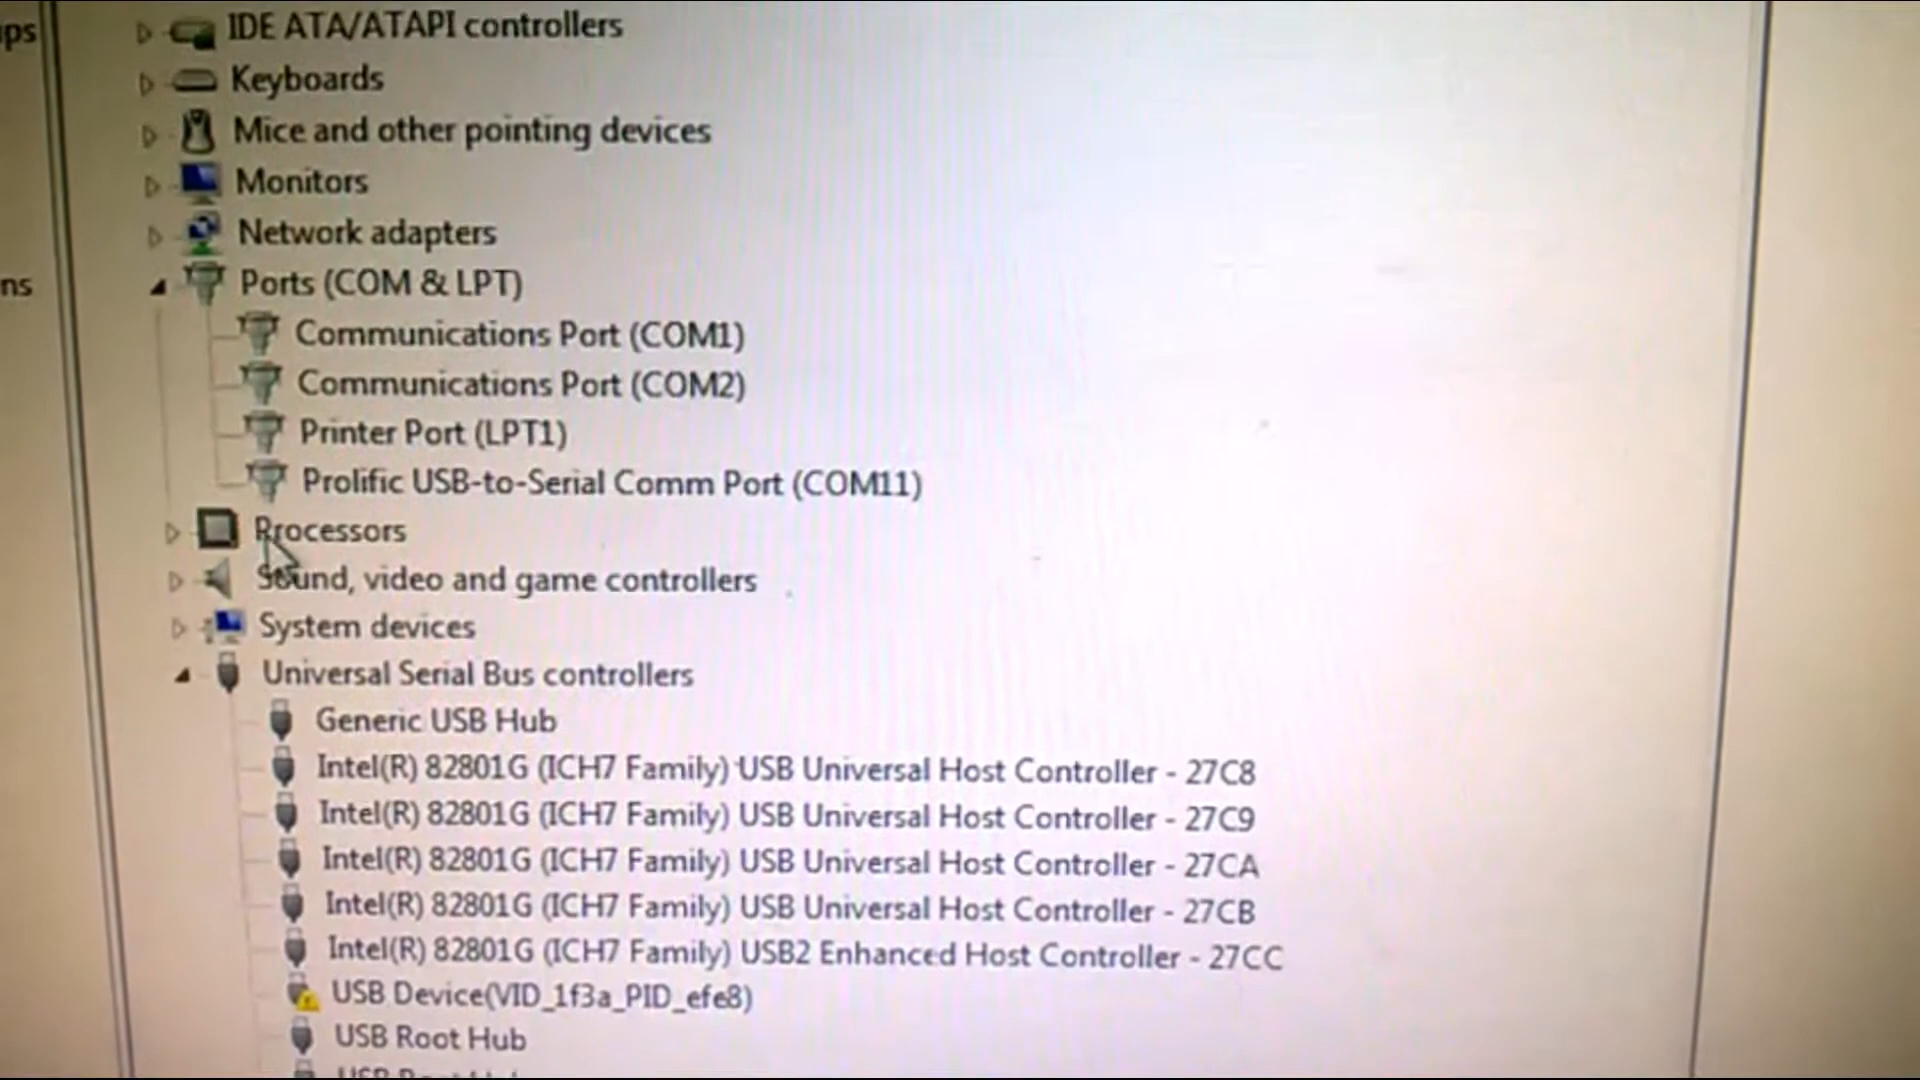 ps
IDE ATA/ATAPI controllers
Keyboards
Mice and other pointing devices
Monitors
Network adapters
ns
Ports (COM & LPT)
Communications Port (COM1)
Communications Port (COM2)
Printer Port (LPT1)
Prolific USB-to-Serial Comm Port (COM11)
Processors
Sound, video and game controllers
System devices
Universal Serial Bus controllers
Generic USB Hub
Intel(R) 82801G (ICH7 Family) USB Universal Host Controller - 27C8
Intel(R) 82801G (ICH7 Family) USB Universal Host Controller - 27C9
Intel(R) 82801G (ICH7 Family) USB Universal Host Controller - 27CA
Intel(R) 82801G (ICH7 Family) USB Universal Host Controller - 27CB
Intel(R) 82801G (ICH7 Family) USB2 Enhanced Host Controller - 27CC
USB Device(VID_1f3a_PID_efe8)
USB Root Hub